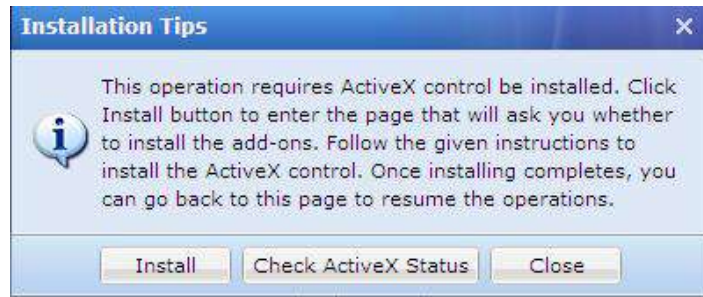 Installation Tips
This operation requires ActiveX control be installed. Click
Install button to enter the page that will ask you whether
to install the add-ons. Follow the given instructions to
install the ActiveX control. Once installing completes, you
can go back to this page to resume the operations.
Install Check ActiveX Status Close